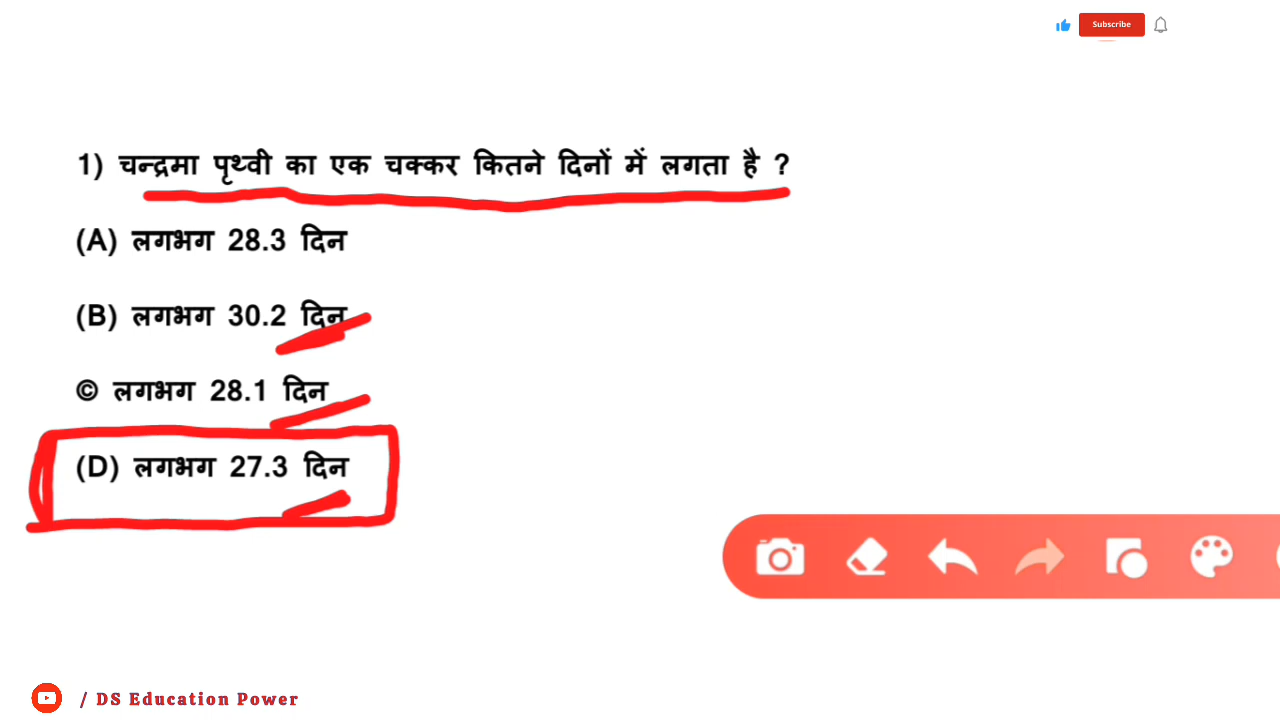 Subscribe
1) चन्द्रमा पृथ्वी का एक चक्कर कितने दिनों में लगता है ?
(A) लगभग 28.3 दिन
(B) लगभग 30.2 दिन
© लगभग 28.1 दिन
(D) लगभग 27.3 दिन
/ DS Education Power